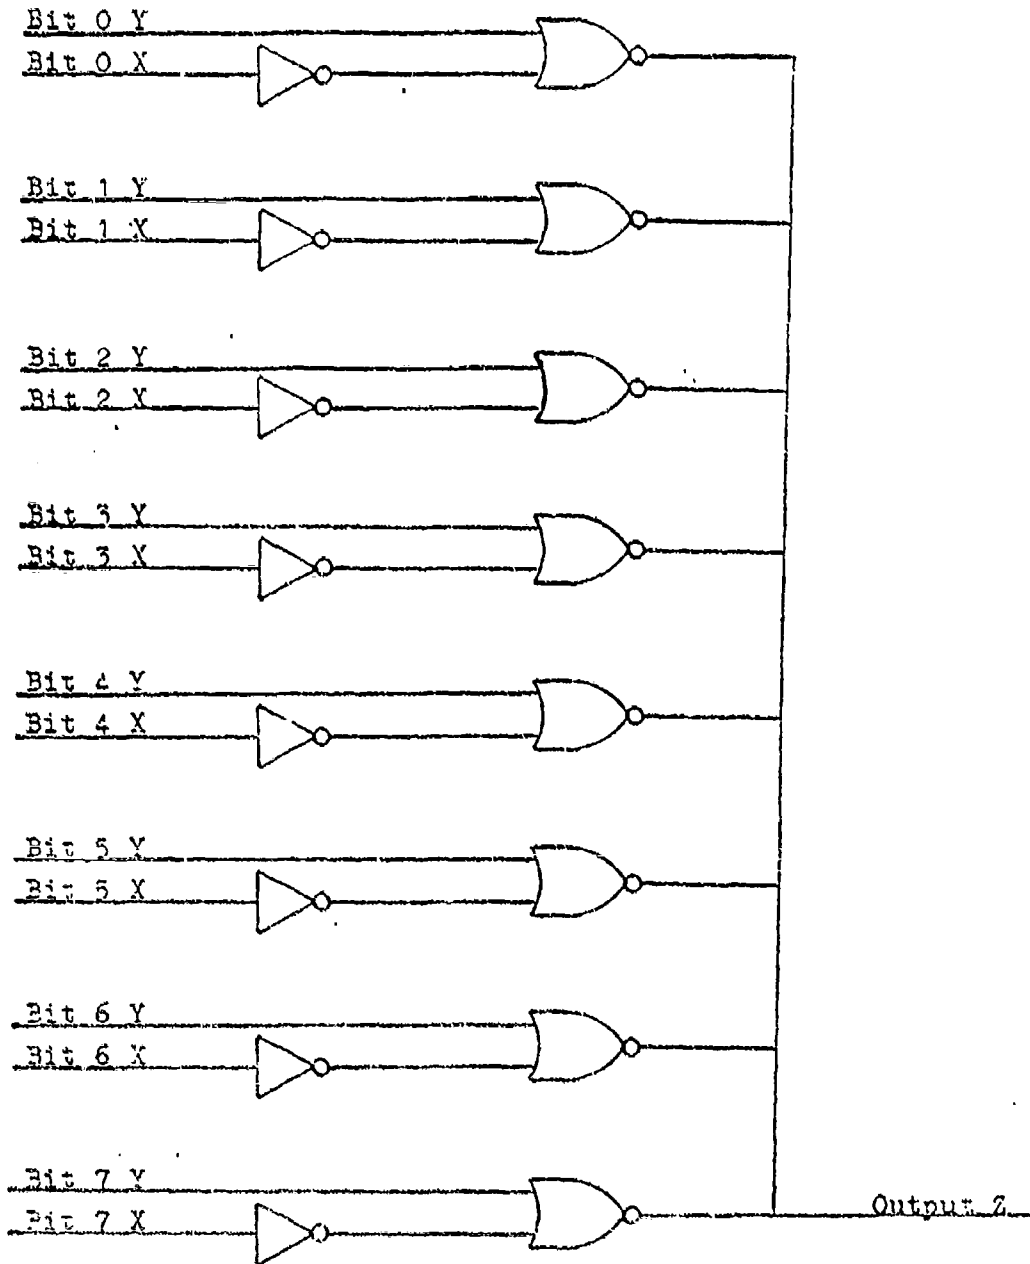 Bit 0 Y
Bit 0 X
Bit 1 Y
Bit 1 X
Bit 2 Y
Bit 2 X
Bit 3 Y
Bit 3 X
Bit 4 Y
Bit 4 X
Bit 5 Y
Bit 5 X
Bit 6 Y
Bit 6 X
Bit 7 Y
Bit 7 X
Output Z